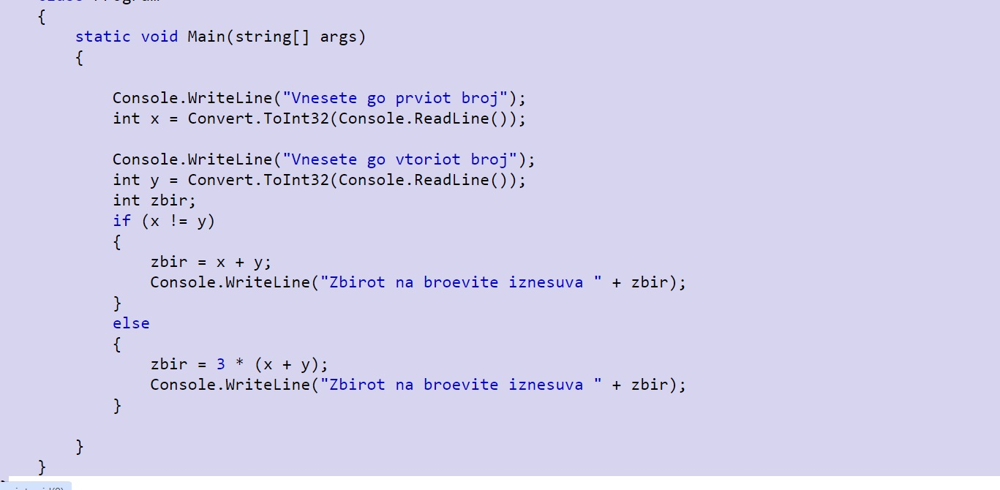 {
static void Main(string[] args)
{
Console.WriteLine("Vnesete go prviot broj");
int x = Convert.ToInt32(Console.ReadLine());
Console.WriteLine("Vnesete go vtoriot broj");
int y = Convert.ToInt32(Console.ReadLine());
int zbir;
if (x != y)
{
zbir = x + y;
Console.WriteLine("Zbirot na broevite iznesuva " + zbir);
}
else
{
zbir = 3 * (x + y);
Console.WriteLine("Zbirot na broevite iznesuva " + zbir);
}
}
}